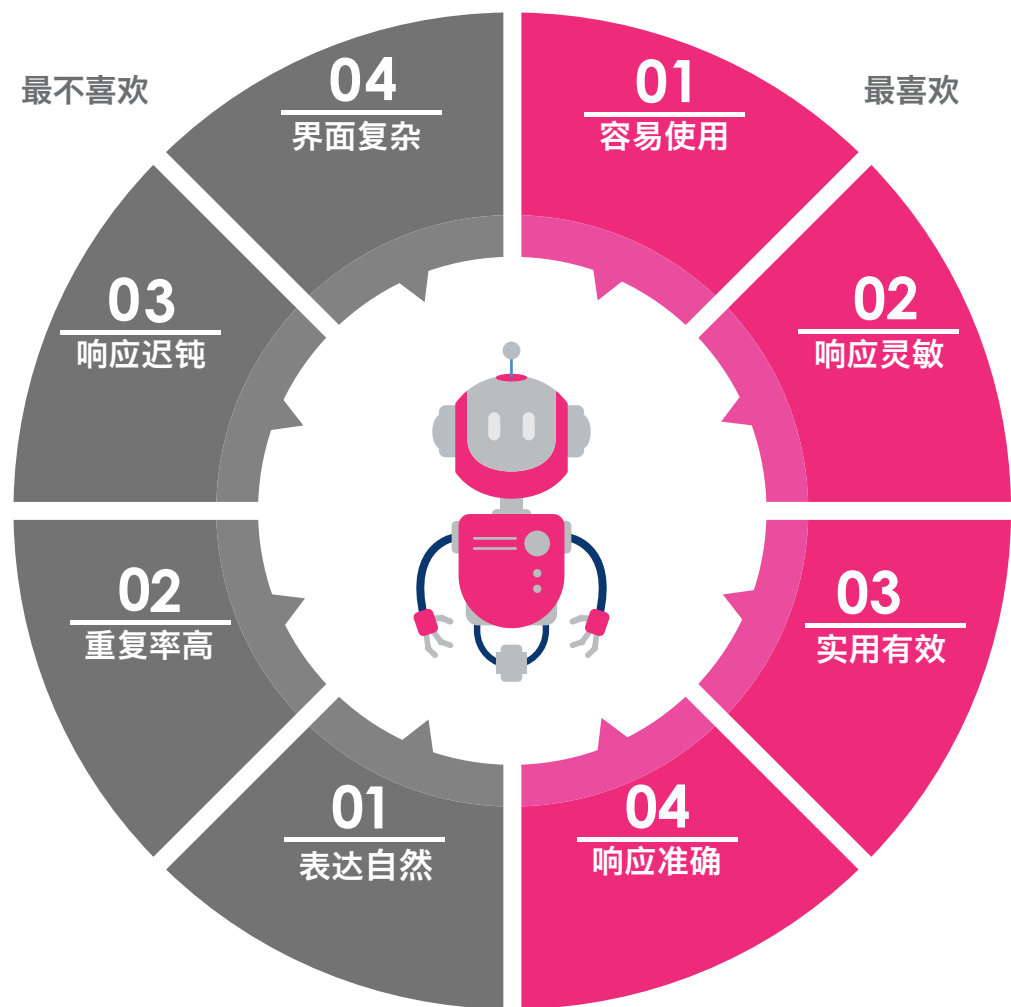 最不喜欢
最喜欢
04
界面复杂
01
容易使用
03
响应迟钝
02
响应灵敏
02
重复率高
03
实用有效
01
表达自然
04
响应准确